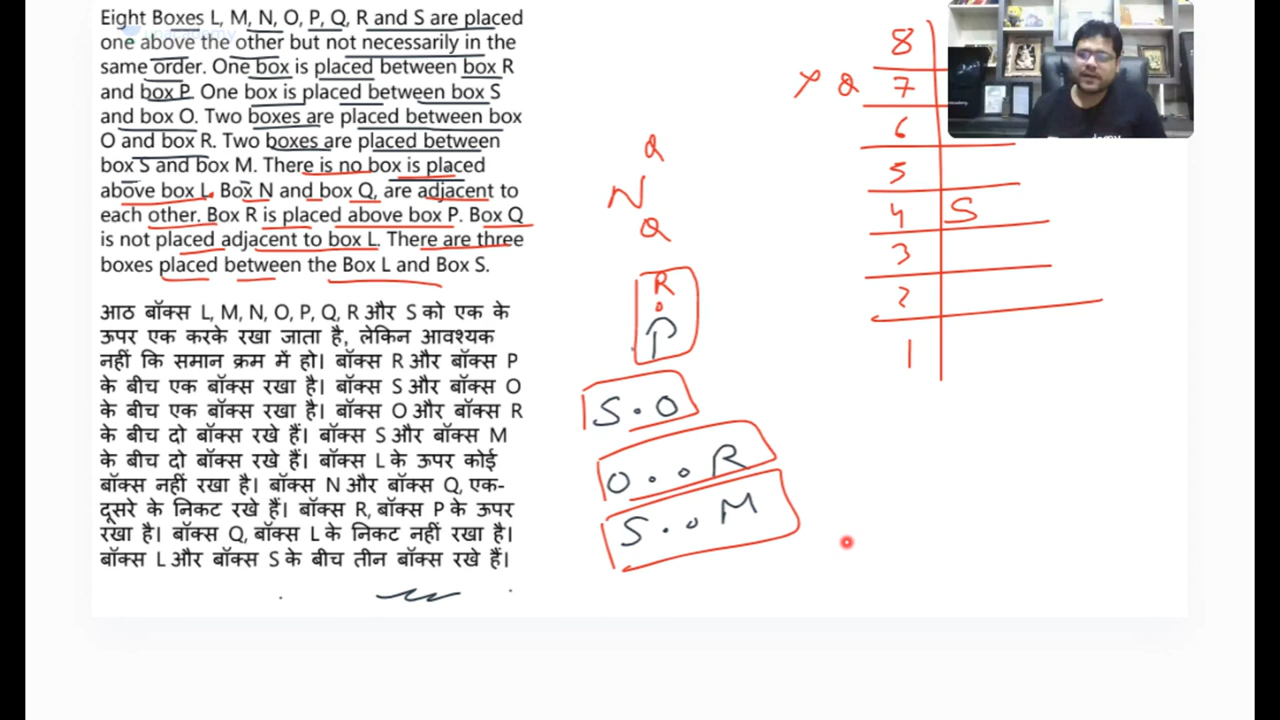 Eight Boxes L, M, N, O, P, Q, R and S are placed
one above the other but not necessarily in the
same order. One box is placed between box R
and box P. One box is placed between box S
and box O. Two boxes are placed between box
O and box R. Two boxes are placed between
box S and box M. There is no box is placed
above box L. Box N and box Q, are adjacent to
each other. Box R is placed above box P. Box Q
is not placed adjacent to box L. There are three
boxes placed between the Box L and Box S.
आठ बॉक्स L, M, N, O, P, Q, R और S को एक के
ऊपर एक करके रखा जाता है, लेकिन आवश्यक
नहीं कि समान क्रम में हो। बॉक्स R और बॉक्स P
के बीच एक बॉक्स रखा है। बॉक्स S और बॉक्स O
के बीच एक बॉक्स रखा है। बॉक्स O और बॉक्स R
के बीच दो बॉक्स रखे हैं। बॉक्स S और बॉक्स M
के बीच दो बॉक्स रखे हैं। बॉक्स L के ऊपर कोई
बॉक्स नहीं रखा है। बॉक्स N और बॉक्स Q, एक-
दूसरे के निकट रखे हैं। बॉक्स R, बॉक्स P के ऊपर
रखा है। बॉक्स Q, बॉक्स L के निकट नहीं रखा है।
बॉक्स L और बॉक्स S के बीच तीन बॉक्स रखे हैं।
Q
N
Q
R
P
S . O
O . . R
S . . M
8
x Q 7
6
5
4 S
3
2
1